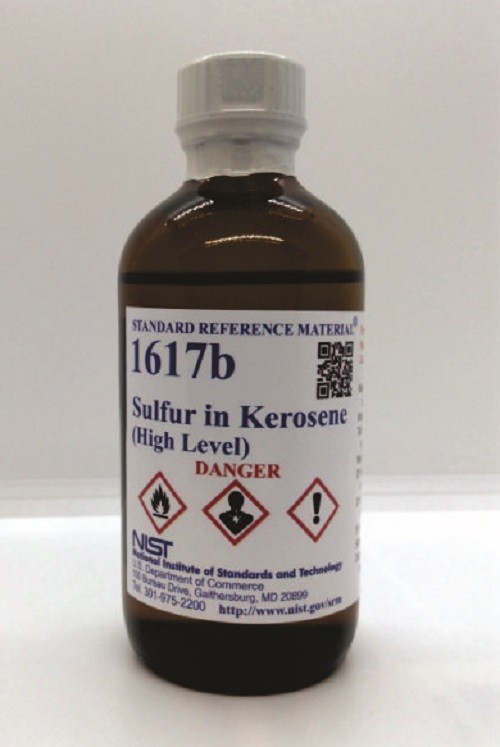 STANDARD REFERENCE MATERIAL®
1617b
Sulfur in Kerosene
(High Level)
DANGER
NIST
National Institute of Standards and Technology
U.S. Department of Commerce
100 Bureau Drive, Gaithersburg, MD 20899
Tel. 301-975-2200 http://www.nist.gov/srm